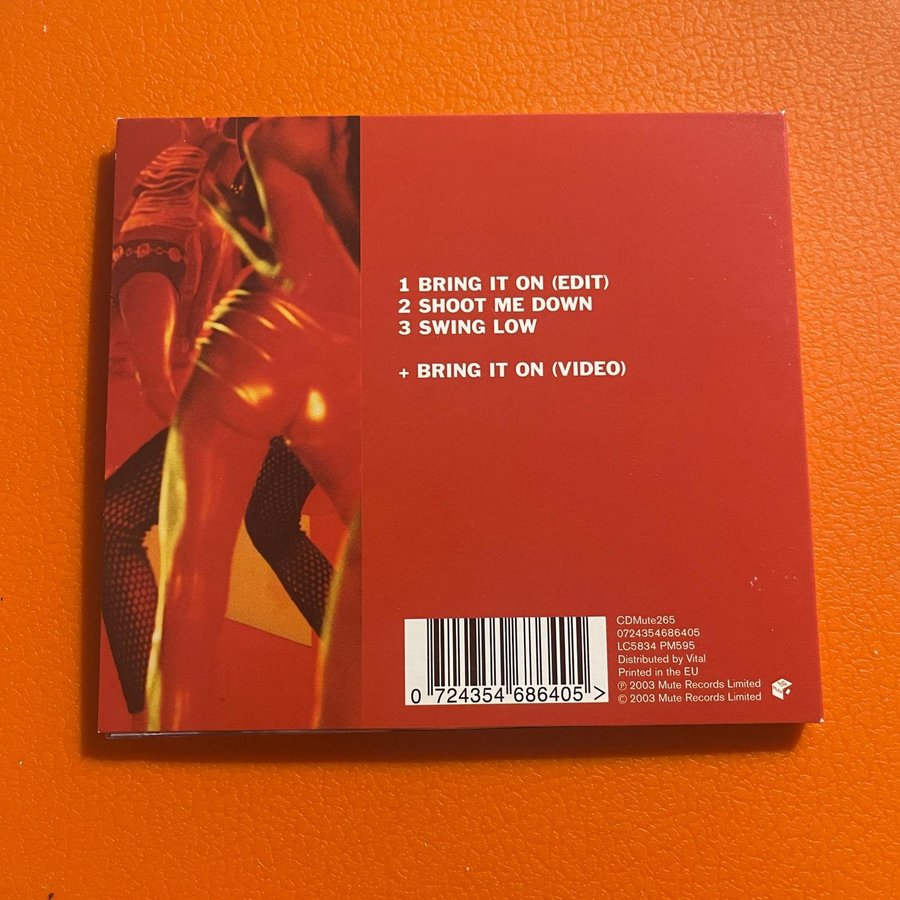 1 BRING IT ON (EDIT)
2 SHOOT ME DOWN
3 SWING LOW
+ BRING IT ON (VIDEO)
CDMute265
0724354686405
LC5834 PM595
Distributed by Vital
Printed in the EU
℗ 2003 Mute Records Limited
© 2003 Mute Records Limited
0 724354 686405 >